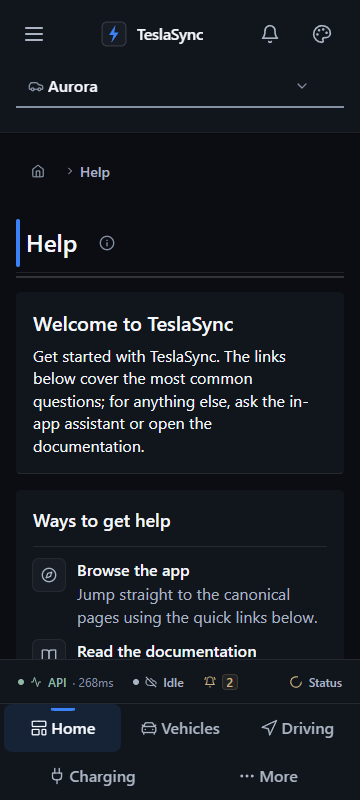 TeslaSync
Aurora
Help
Help
Welcome to TeslaSync
Get started with TeslaSync. The links
below cover the most common
questions; for anything else, ask the in-
app assistant or open the
documentation.
Ways to get help
Browse the app
Jump straight to the canonical
pages using the quick links below.
Read the documentation
API · 268ms Idle 2 Status
Home Vehicles Driving
Charging More